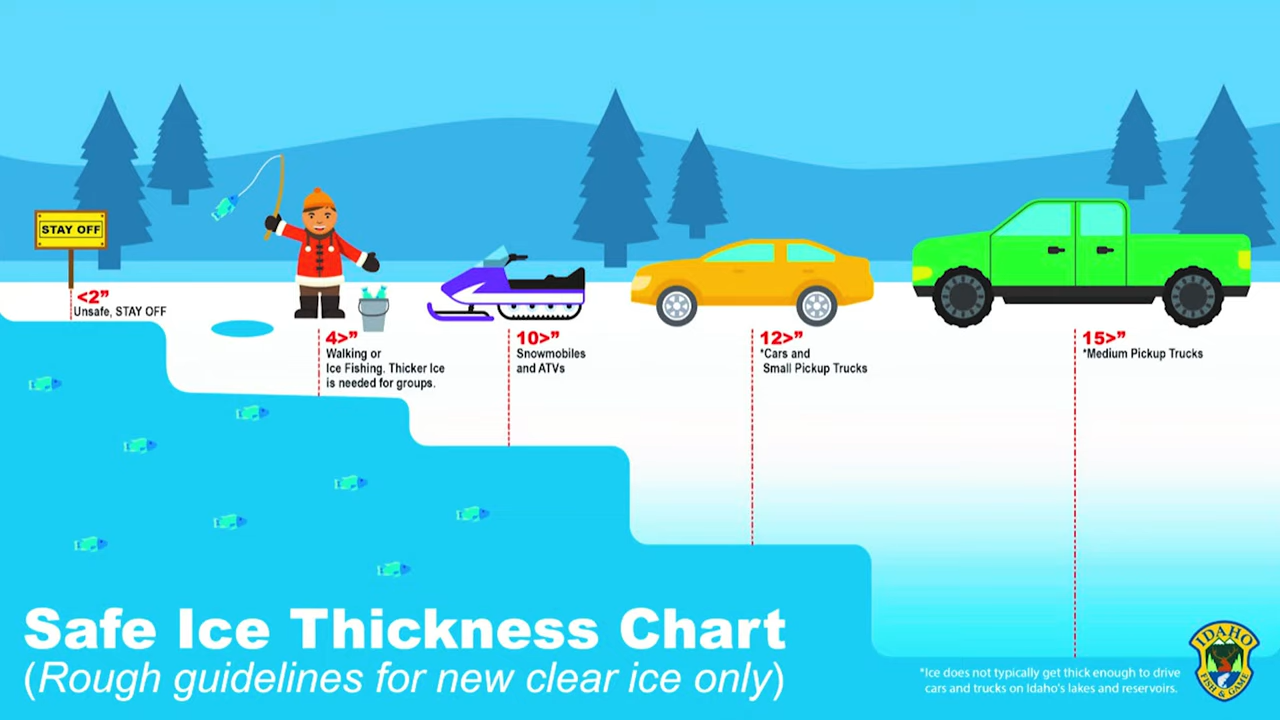 STAY OFF
<2”
Unsafe, STAY OFF
4>”
Walking or
Ice Fishing. Thicker Ice
is needed for groups.
10>”
Snowmobiles
and ATVs
12>”
*Cars and
Small Pickup Trucks
15>”
*Medium Pickup Trucks
Safe Ice Thickness Chart
(Rough guidelines for new clear ice only)
*Ice does not typically get thick enough to drive
cars and trucks on Idaho's lakes and reservoirs.
IDAHO
FISH & GAME